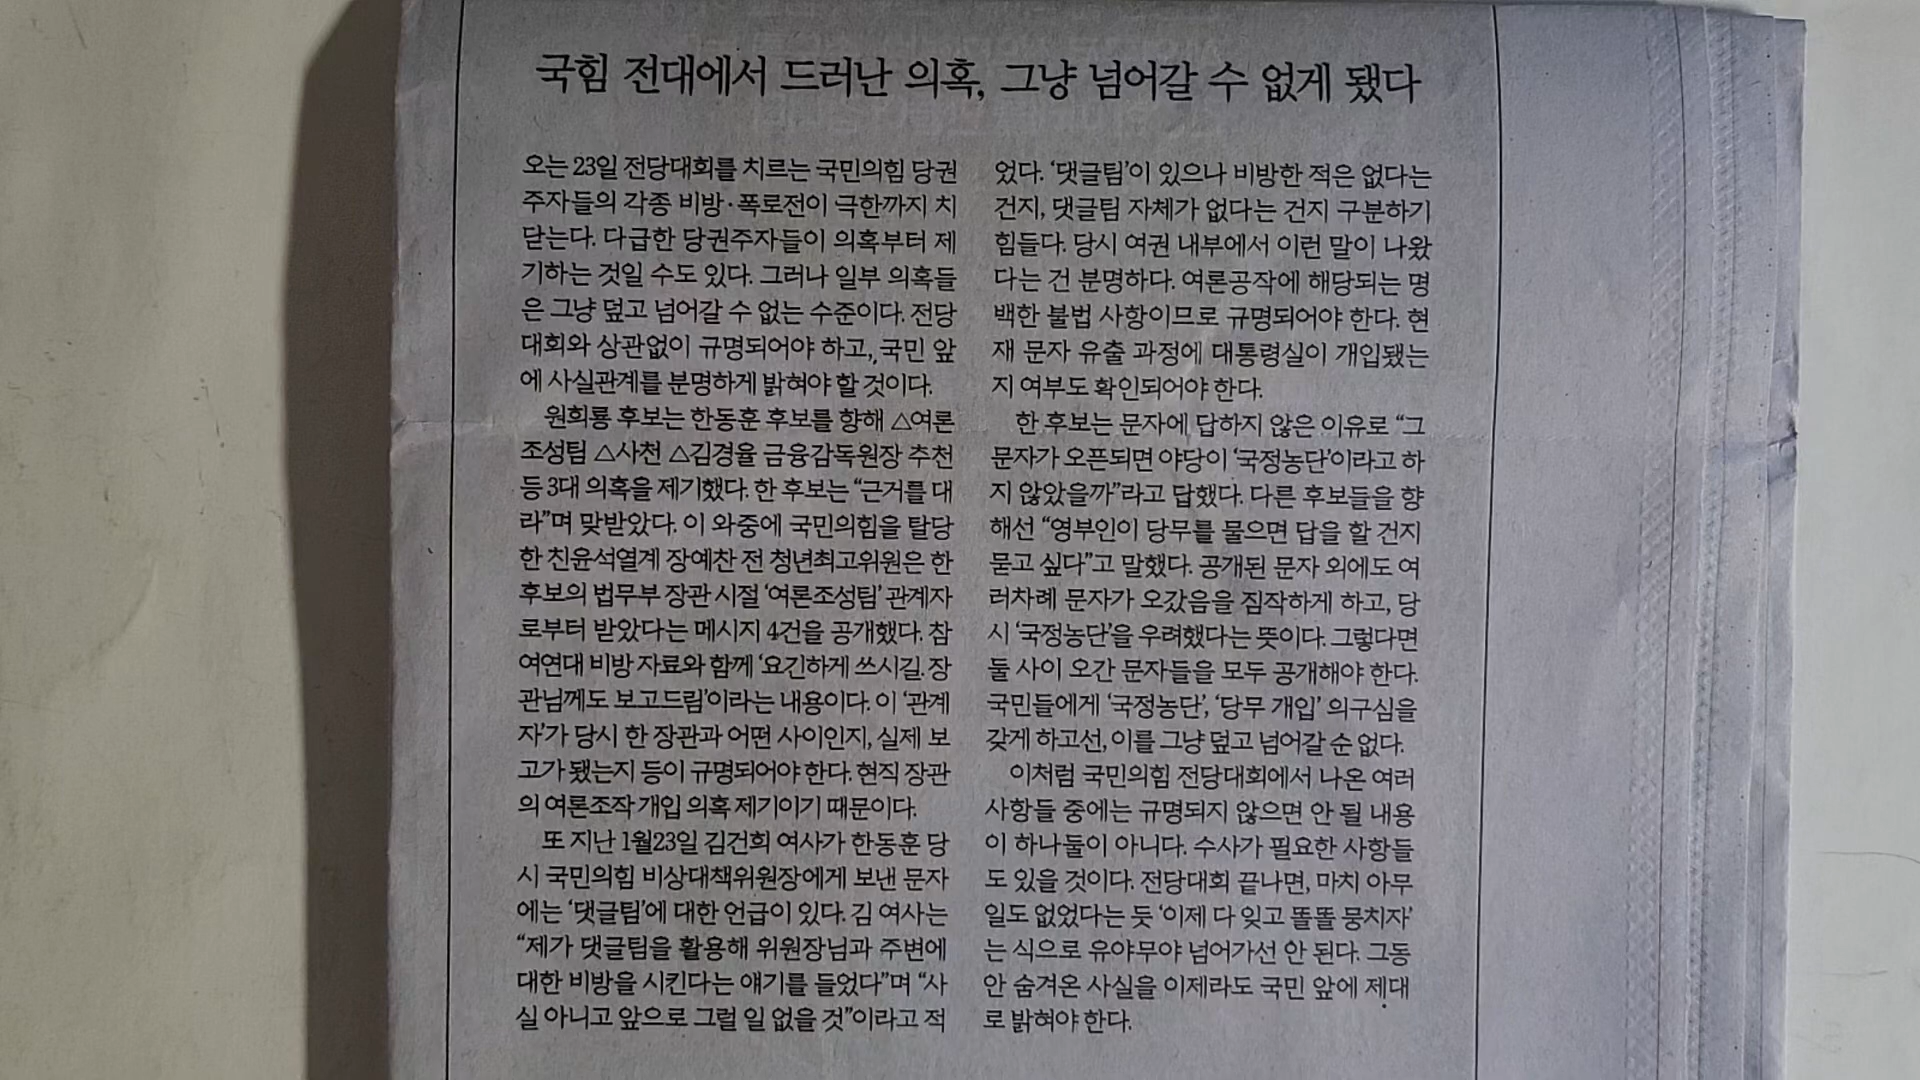 국힘 전대에서 드러난 의혹, 그냥 넘어갈 수 없게 됐다
오는 23일 전당대회를 치르는 국민의힘 당권
주자들의 각종 비방·폭로전이 극한까지 치
닫는다. 다급한 당권주자들이 의혹부터 제
기하는 것일 수도 있다. 그러나 일부 의혹들
은 그냥 덮고 넘어갈 수 없는 수준이다. 전당
대회와 상관없이 규명되어야 하고, 국민 앞
에 사실관계를 분명하게 밝혀야 할 것이다.
원희룡 후보는 한동훈 후보를 향해 △여론
조성팀 △사천 △김경율 금융감독원장 추천
등 3대 의혹을 제기했다. 한 후보는 “근거를 대
라”며 맞받았다. 이 와중에 국민의힘을 탈당
한 친윤석열계 장예찬 전 청년최고위원은 한
후보의 법무부 장관 시절 ‘여론조성팀’ 관계자
로부터 받았다는 메시지 4건을 공개했다. 참
여연대 비방 자료와 함께 ‘요긴하게 쓰시길. 장
관님께도 보고드림’이라는 내용이다. 이 ‘관계
자’가 당시 한 장관과 어떤 사이인지, 실제 보
고가 됐는지 등이 규명되어야 한다. 현직 장관
의 여론조작 개입 의혹 제기이기 때문이다.
또 지난 1월23일 김건희 여사가 한동훈 당
시 국민의힘 비상대책위원장에게 보낸 문자
에는 ‘댓글팀’에 대한 언급이 있다. 김 여사는
“제가 댓글팀을 활용해 위원장님과 주변에
대한 비방을 시킨다는 얘기를 들었다”며 “사
실 아니고 앞으로 그럴 일 없을 것”이라고 적
었다. ‘댓글팀’이 있으나 비방한 적은 없다는
건지, 댓글팀 자체가 없다는 건지 구분하기
힘들다. 당시 여권 내부에서 이런 말이 나왔
다는 건 분명하다. 여론공작에 해당되는 명
백한 불법 사항이므로 규명되어야 한다. 현
재 문자 유출 과정에 대통령실이 개입됐는
지 여부도 확인되어야 한다.
한 후보는 문자에 답하지 않은 이유로 “그
문자가 오픈되면 야당이 ‘국정농단’이라고 하
지 않았을까”라고 답했다. 다른 후보들을 향
해선 “영부인이 당무를 물으면 답을 할 건지
묻고 싶다”고 말했다. 공개된 문자 외에도 여
러차례 문자가 오갔음을 짐작하게 하고, 당
시 ‘국정농단’을 우려했다는 뜻이다. 그렇다면
둘 사이 오간 문자들을 모두 공개해야 한다.
국민들에게 ‘국정농단’, ‘당무 개입’ 의구심을
갖게 하고선, 이를 그냥 덮고 넘어갈 순 없다.
이처럼 국민의힘 전당대회에서 나온 여러
사항들 중에는 규명되지 않으면 안 될 내용
이 하나둘이 아니다. 수사가 필요한 사항들
도 있을 것이다. 전당대회 끝나면, 마치 아무
일도 없었다는 듯 ‘이제 다 잊고 똘똘 뭉치자’
는 식으로 유야무야 넘어가선 안 된다. 그동
안 숨겨온 사실을 이제라도 국민 앞에 제대
로 밝혀야 한다.